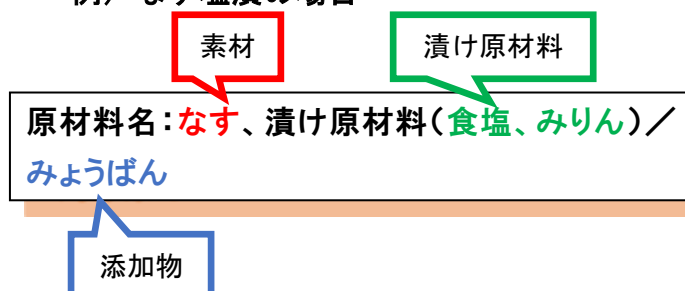 素材
漬け原材料
原材料名：なす、漬け原材料（食塩、みりん）／
みょうばん
添加物